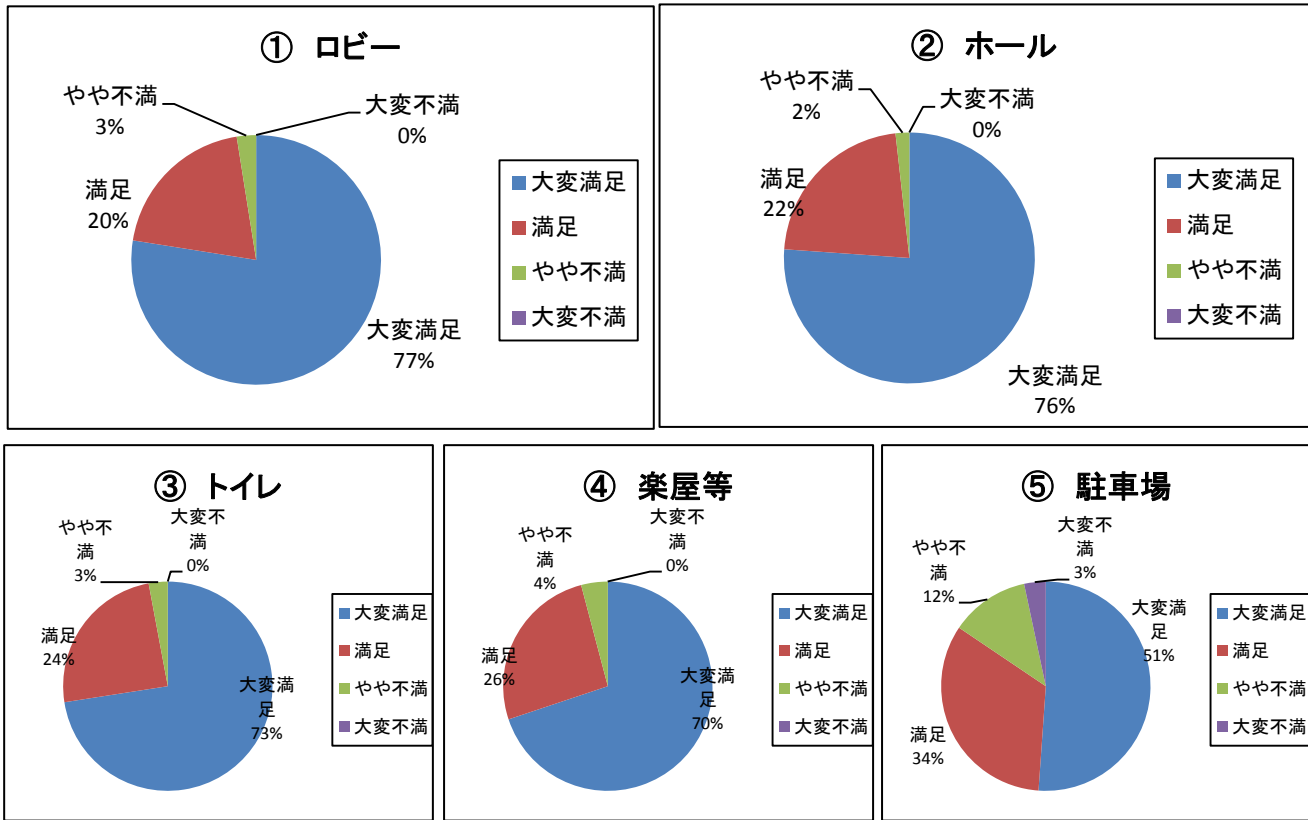 ① ロビー
やや不満
3%
大変不満
0%
満足
20%
大変満足
77%
大変満足
満足
やや不満
大変不満
② ホール
やや不満
2%
大変不満
0%
満足
22%
大変満足
76%
大変満足
満足
やや不満
大変不満
③ トイレ
やや不
満
3%
大変不
満
0%
満足
24%
大変満
足
73%
大変満足
満足
やや不満
大変不満
④ 楽屋等
やや不
満
4%
大変不
満
0%
満足
26%
大変満
足
70%
大変満足
満足
やや不満
大変不満
⑤ 駐車場
やや不
満
12%
大変不
満
3%
大変満
足
51%
満足
34%
大変満足
満足
やや不満
大変不満